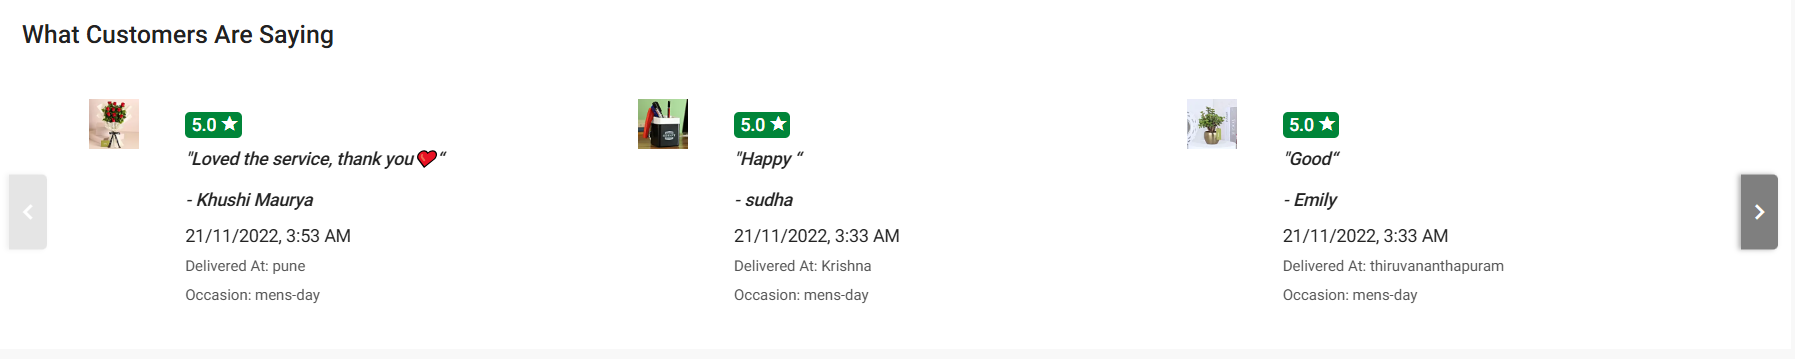 What Customers Are Saying
5.0 ★
"Loved the service, thank you❤️“
- Khushi Maurya
21/11/2022, 3:53 AM
Delivered At: pune
Occasion: mens-day
5.0 ★
"Happy “
- sudha
21/11/2022, 3:33 AM
Delivered At: Krishna
Occasion: mens-day
5.0 ★
"Good“
- Emily
21/11/2022, 3:33 AM
Delivered At: thiruvananthapuram
Occasion: mens-day